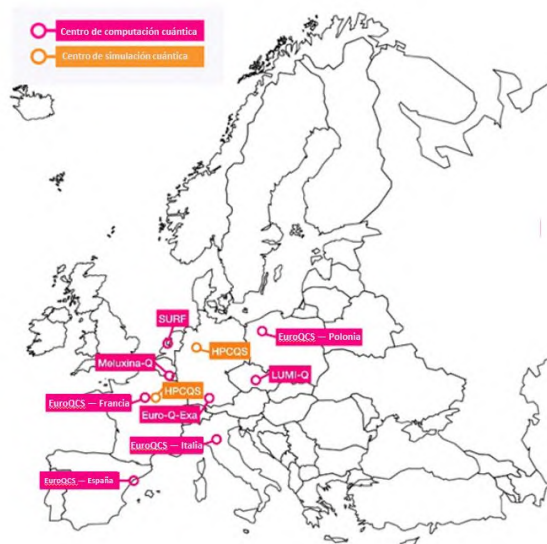 Centro de computación cuántica
Centro de simulación cuántica
SURF
EuroQCS — Polonia
HPCQS
Meluxina-Q
LUMI-Q
HPCQS
EuroQCS — Francia
Euro-Q-Exa
EuroQCS — Italia
EuroQCS — España